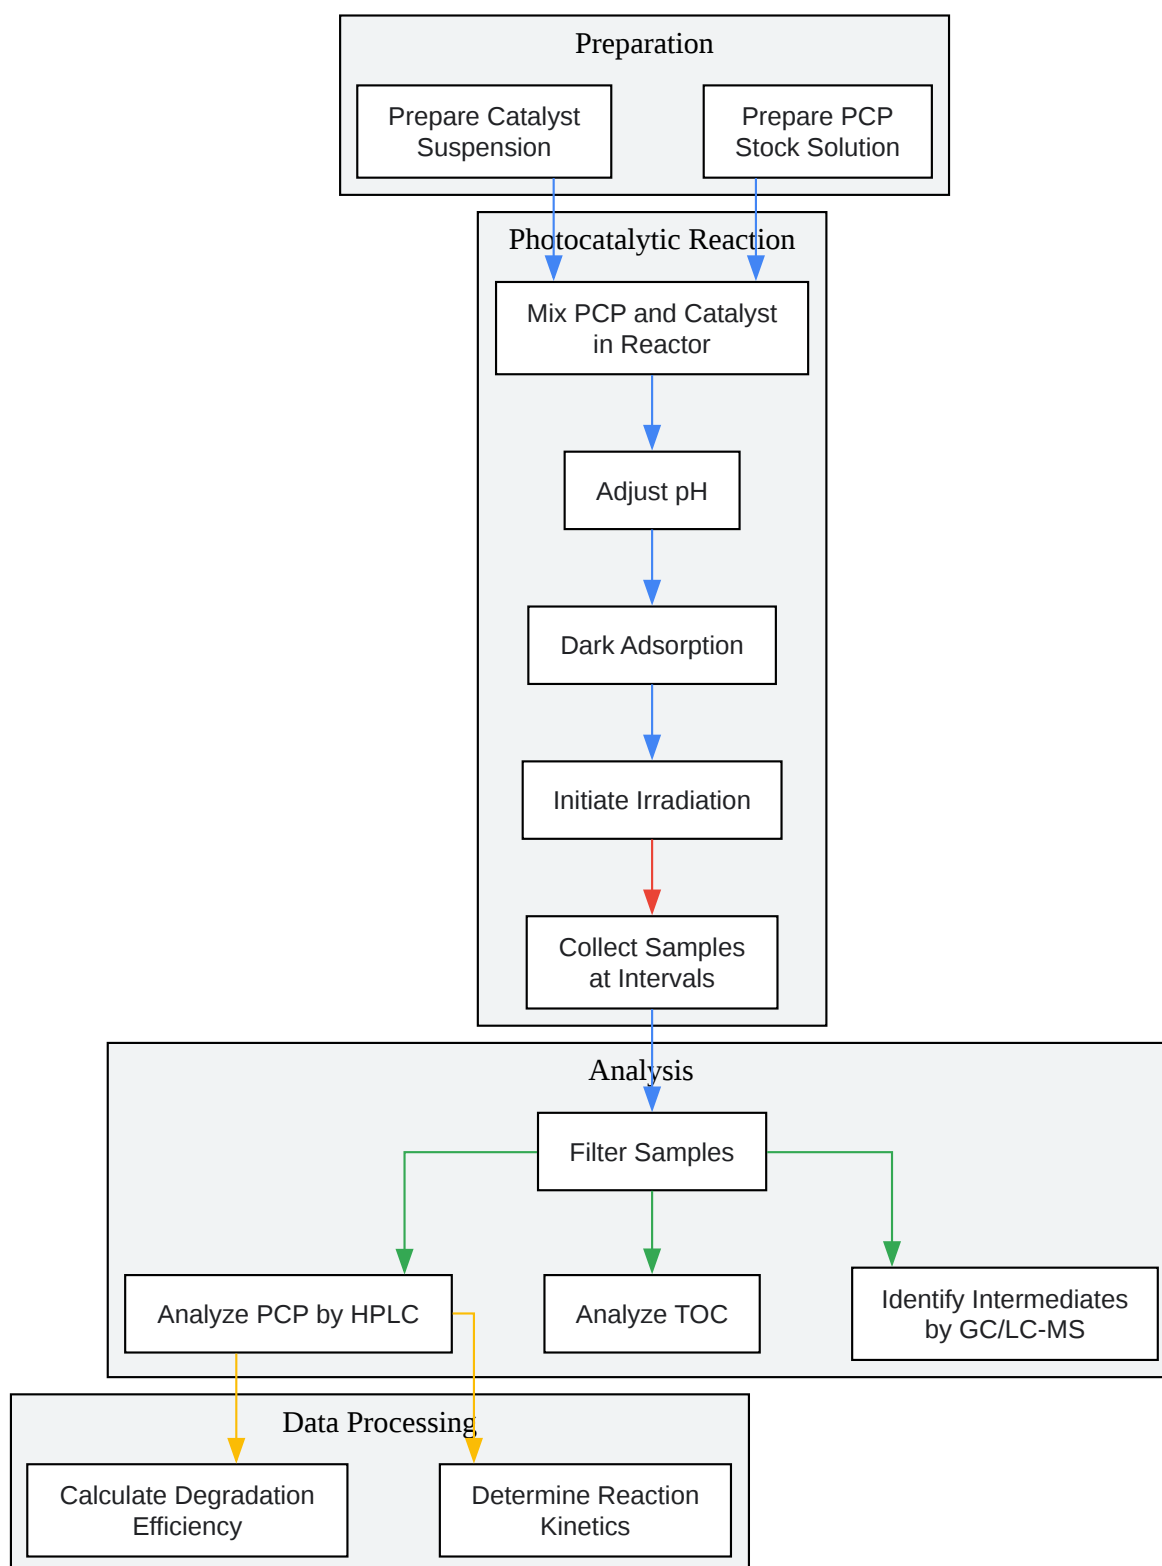 Preparation
Prepare Catalyst
Suspension
Prepare PCP
Stock Solution
Photocatalytic Reaction
Mix PCP and Catalyst
in Reactor
Adjust pH
Dark Adsorption
Initiate Irradiation
Collect Samples
at Intervals
Analysis
Filter Samples
Analyze PCP by HPLC
Analyze TOC
Identify Intermediates
by GC/LC-MS
Data Processing
Calculate Degradation
Efficiency
Determine Reaction
Kinetics